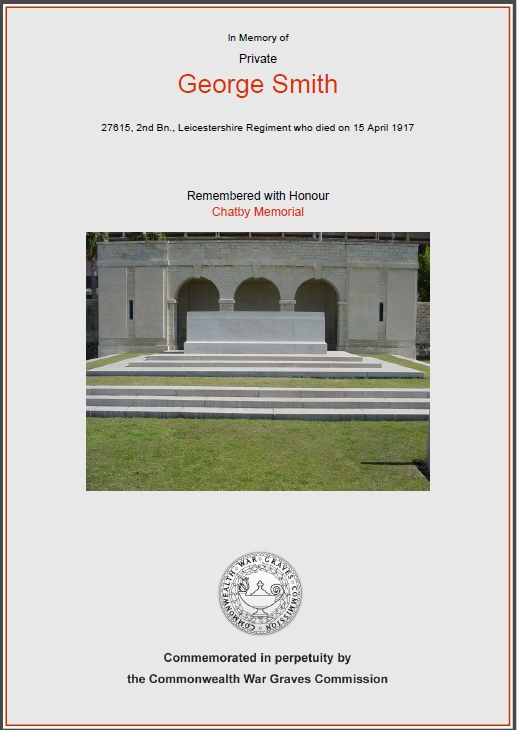 In Memory of
Private
George Smith
27615, 2nd Bn., Leicestershire Regiment who died on 15 April 1917
Remembered with Honour
Chatby Memorial
COMMONWEALTH · WAR · GRAVES · COMMISSION
Commemorated in perpetuity by
the Commonwealth War Graves Commission